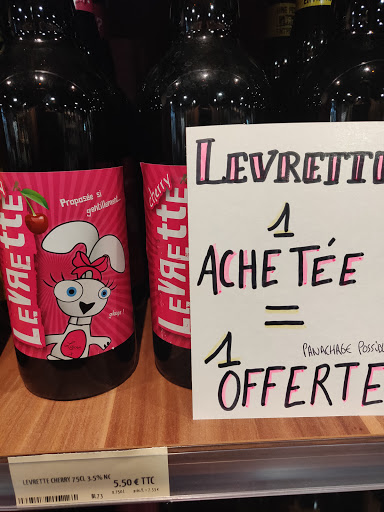 LeVReTTe
Proposée si
gentillement...
cherry
LeVReTTe
LEVRETTE
1
ACHETÉE
=
1
OFFERTE
PANACHAGE POSSIBLE
LEVRETTE CHERRY 75CL 3.5% NC 5.50 € TTC